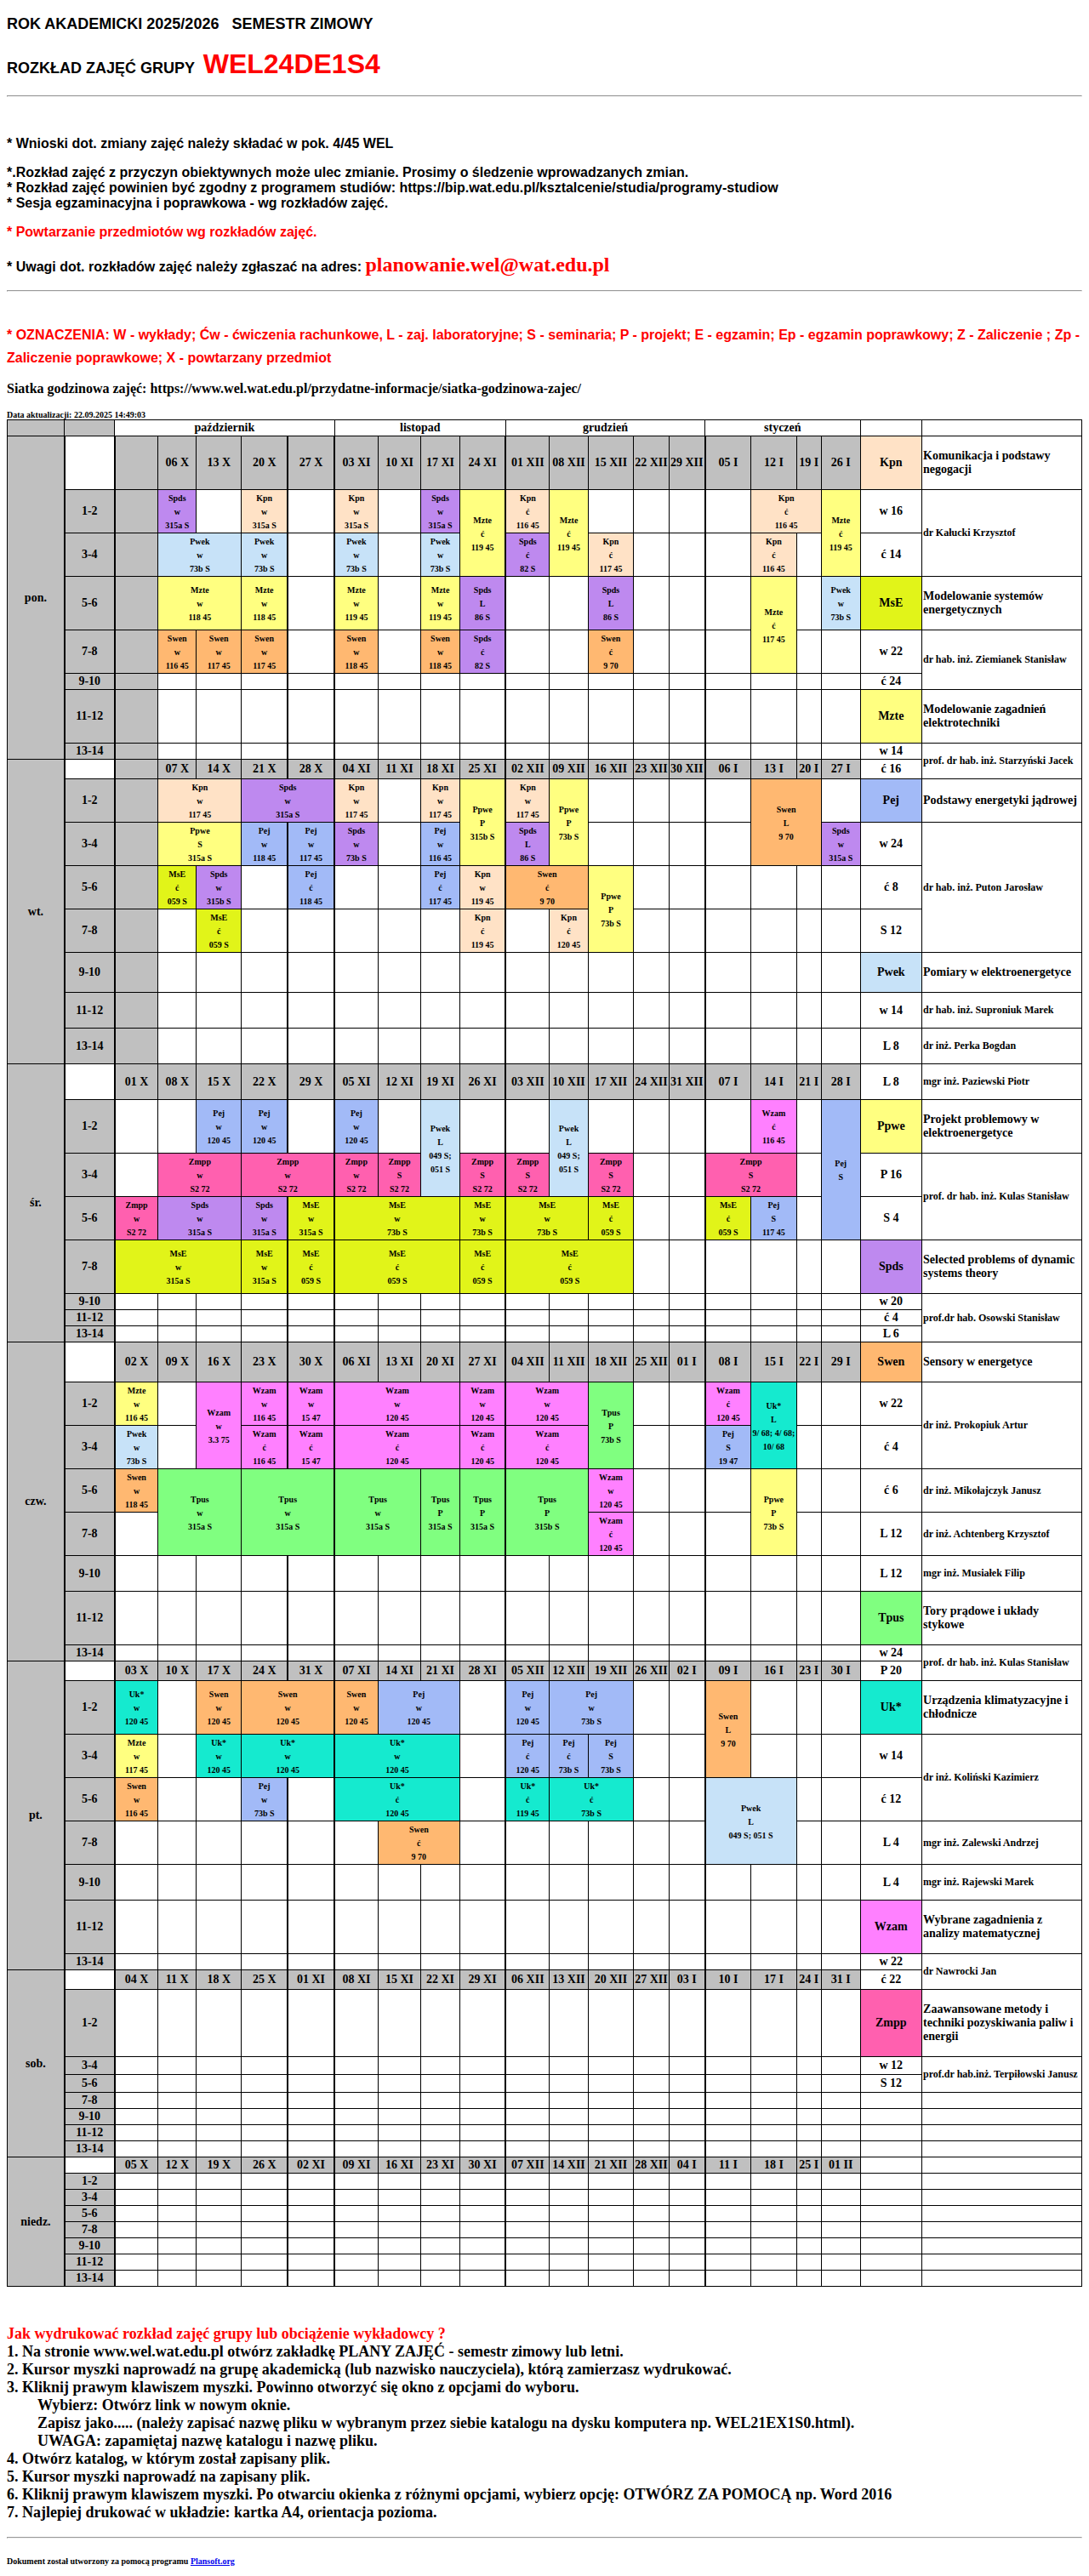 ROK AKADEMICKI 2025/2026 SEMESTR ZIMOWY
ROZKŁAD ZAJĘĆ GRUPY WEL24DE1S4
* Wnioski dot. zmiany zajęć należy składać w pok. 4/45 WEL
*.Rozkład zajęć z przyczyn obiektywnych może ulec zmianie. Prosimy o śledzenie wprowadzanych zmian.
* Rozkład zajęć powinien być zgodny z programem studiów: https://bip.wat.edu.pl/ksztalcenie/studia/programy-studiow
* Sesja egzaminacyjna i poprawkowa - wg rozkładów zajęć.
* Powtarzanie przedmiotów wg rozkładów zajęć.
* Uwagi dot. rozkładów zajęć należy zgłaszać na adres: planowanie.wel@wat.edu.pl
* OZNACZENIA: W - wykłady; Ćw - ćwiczenia rachunkowe, L - zaj. laboratoryjne; S - seminaria; P - projekt; E - egzamin; Ep - egzamin poprawkowy; Z - Zaliczenie ; Zp -
Zaliczenie poprawkowe; X - powtarzany przedmiot
Siatka godzinowa zajęć: https://www.wel.wat.edu.pl/przydatne-informacje/siatka-godzinowa-zajec/
Data aktualizacji: 22.09.2025 14:49:03
październik listopad grudzień styczeń
pon. 06 X 13 X 20 X 27 X 03 XI 10 XI 17 XI 24 XI 01 XII 08 XII 15 XII 22 XII 29 XII 05 I 12 I 19 I 26 I Kpn Komunikacja i podstawy negogacji
1-2 Spds w 315a S Kpn w 315a S Kpn w 315a S Spds w 315a S Mzte ć 119 45 Kpn ć 116 45 Mzte ć 119 45 Kpn ć 116 45 Mzte ć 119 45 w 16 dr Kałucki Krzysztof
3-4 Pwek w 73b S Pwek w 73b S Pwek w 73b S Pwek w 73b S Spds ć 82 S Kpn ć 117 45 Kpn ć 116 45 ć 14
5-6 Mzte w 118 45 Mzte w 118 45 Mzte w 119 45 Mzte w 119 45 Spds L 86 S Spds L 86 S Mzte ć 117 45 Pwek w 73b S MsE Modelowanie systemów energetycznych
7-8 Swen w 116 45 Swen w 117 45 Swen w 117 45 Swen w 118 45 Swen w 118 45 Spds ć 82 S Swen ć 9 70 w 22 dr hab. inż. Ziemianek Stanisław
9-10 ć 24
11-12 Mzte Modelowanie zagadnień elektrotechniki
13-14 w 14 prof. dr hab. inż. Starzyński Jacek
wt. 07 X 14 X 21 X 28 X 04 XI 11 XI 18 XI 25 XI 02 XII 09 XII 16 XII 23 XII 30 XII 06 I 13 I 20 I 27 I ć 16
1-2 Kpn w 117 45 Spds w 315a S Kpn w 117 45 Kpn w 117 45 Ppwe P 315b S Kpn w 117 45 Ppwe P 73b S Swen L 9 70 Pej Podstawy energetyki jądrowej
3-4 Ppwe S 315a S Pej w 118 45 Pej w 117 45 Spds w 73b S Pej w 116 45 Spds L 86 S Spds w 315a S w 24 dr hab. inż. Puton Jarosław
5-6 MsE ć 059 S Spds w 315b S Pej ć 118 45 Pej ć 117 45 Kpn w 119 45 Swen ć 9 70 Ppwe P 73b S ć 8
7-8 MsE ć 059 S Kpn ć 119 45 Kpn ć 120 45 S 12
9-10 Pwek Pomiary w elektroenergetyce
11-12 w 14 dr hab. inż. Suproniuk Marek
13-14 L 8 dr inż. Perka Bogdan
śr. 01 X 08 X 15 X 22 X 29 X 05 XI 12 XI 19 XI 26 XI 03 XII 10 XII 17 XII 24 XII 31 XII 07 I 14 I 21 I 28 I L 8 mgr inż. Paziewski Piotr
1-2 Pej w 120 45 Pej w 120 45 Pej w 120 45 Pwek L 049 S; 051 S Pwek L 049 S; 051 S Wzam ć 116 45 Pej S Ppwe Projekt problemowy w elektroenergetyce
3-4 Zmpp w S2 72 Zmpp w S2 72 Zmpp w S2 72 Zmpp S S2 72 Zmpp S S2 72 Zmpp S S2 72 Zmpp S S2 72 Zmpp S S2 72 P 16 prof. dr hab. inż. Kulas Stanisław
5-6 Zmpp w S2 72 Spds w 315a S Spds w 315a S MsE w 315a S MsE w 73b S MsE w 73b S MsE w 73b S MsE ć 059 S MsE ć 059 S Pej S 117 45 S 4
7-8 MsE w 315a S MsE w 315a S MsE ć 059 S MsE ć 059 S MsE ć 059 S MsE ć 059 S Spds Selected problems of dynamic systems theory
9-10 w 20 prof.dr hab. Osowski Stanisław
11-12 ć 4
13-14 L 6
czw. 02 X 09 X 16 X 23 X 30 X 06 XI 13 XI 20 XI 27 XI 04 XII 11 XII 18 XII 25 XII 01 I 08 I 15 I 22 I 29 I Swen Sensory w energetyce
1-2 Mzte w 116 45 Wzam w 3.3 75 Wzam w 116 45 Wzam w 15 47 Wzam w 120 45 Wzam w 120 45 Wzam w 120 45 Tpus P 73b S Wzam ć 120 45 Uk* L 9/ 68; 4/ 68; 10/ 68 w 22 dr inż. Prokopiuk Artur
3-4 Pwek w 73b S Wzam ć 116 45 Wzam ć 15 47 Wzam ć 120 45 Wzam ć 120 45 Wzam ć 120 45 Pej S 19 47 ć 4
5-6 Swen w 118 45 Tpus w 315a S Tpus w 315a S Tpus w 315a S Tpus P 315a S Tpus P 315a S Tpus P 315b S Wzam w 120 45 Ppwe P 73b S ć 6 dr inż. Mikołajczyk Janusz
7-8 Wzam ć 120 45 L 12 dr inż. Achtenberg Krzysztof
9-10 L 12 mgr inż. Musiałek Filip
11-12 Tpus Tory prądowe i układy stykowe
13-14 w 24 prof. dr hab. inż. Kulas Stanisław
pt. 03 X 10 X 17 X 24 X 31 X 07 XI 14 XI 21 XI 28 XI 05 XII 12 XII 19 XII 26 XII 02 I 09 I 16 I 23 I 30 I P 20
1-2 Uk* w 120 45 Swen w 120 45 Swen w 120 45 Swen w 120 45 Pej w 120 45 Pej w 120 45 Pej w 73b S Swen L 9 70 Uk* Urządzenia klimatyzacyjne i chłodnicze
3-4 Mzte w 117 45 Uk* w 120 45 Uk* w 120 45 Uk* w 120 45 Pej ć 120 45 Pej ć 73b S Pej S 73b S w 14 dr inż. Koliński Kazimierz
5-6 Swen w 116 45 Pej w 73b S Uk* ć 120 45 Uk* ć 119 45 Uk* ć 73b S Pwek L 049 S; 051 S ć 12
7-8 Swen ć 9 70 L 4 mgr inż. Zalewski Andrzej
9-10 L 4 mgr inż. Rajewski Marek
11-12 Wzam Wybrane zagadnienia z analizy matematycznej
13-14 w 22 dr Nawrocki Jan
sob. 04 X 11 X 18 X 25 X 01 XI 08 XI 15 XI 22 XI 29 XI 06 XII 13 XII 20 XII 27 XII 03 I 10 I 17 I 24 I 31 I ć 22
1-2 Zmpp Zaawansowane metody i techniki pozyskiwania paliw i energii
3-4 w 12 prof.dr hab.inż. Terpiłowski Janusz
5-6 S 12
7-8
9-10
11-12
13-14
niedz. 05 X 12 X 19 X 26 X 02 XI 09 XI 16 XI 23 XI 30 XI 07 XII 14 XII 21 XII 28 XII 04 I 11 I 18 I 25 I 01 II
1-2
3-4
5-6
7-8
9-10
11-12
13-14
Jak wydrukować rozkład zajęć grupy lub obciążenie wykładowcy ?
1. Na stronie www.wel.wat.edu.pl otwórz zakładkę PLANY ZAJĘĆ - semestr zimowy lub letni.
2. Kursor myszki naprowadź na grupę akademicką (lub nazwisko nauczyciela), którą zamierzasz wydrukować.
3. Kliknij prawym klawiszem myszki. Powinno otworzyć się okno z opcjami do wyboru.
Wybierz: Otwórz link w nowym oknie.
Zapisz jako..... (należy zapisać nazwę pliku w wybranym przez siebie katalogu na dysku komputera np. WEL21EX1S0.html).
UWAGA: zapamiętaj nazwę katalogu i nazwę pliku.
4. Otwórz katalog, w którym został zapisany plik.
5. Kursor myszki naprowadź na zapisany plik.
6. Kliknij prawym klawiszem myszki. Po otwarciu okienka z różnymi opcjami, wybierz opcję: OTWÓRZ ZA POMOCĄ np. Word 2016
7. Najlepiej drukować w układzie: kartka A4, orientacja pozioma.
Dokument został utworzony za pomocą programu Plansoft.org